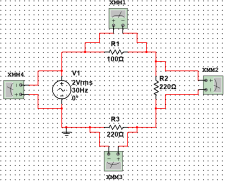 XMM1
R1
100Ω
XMM4
V1
2Vrms
30Hz
0°
R2
220Ω
XMM2
R3
220Ω
XMM3